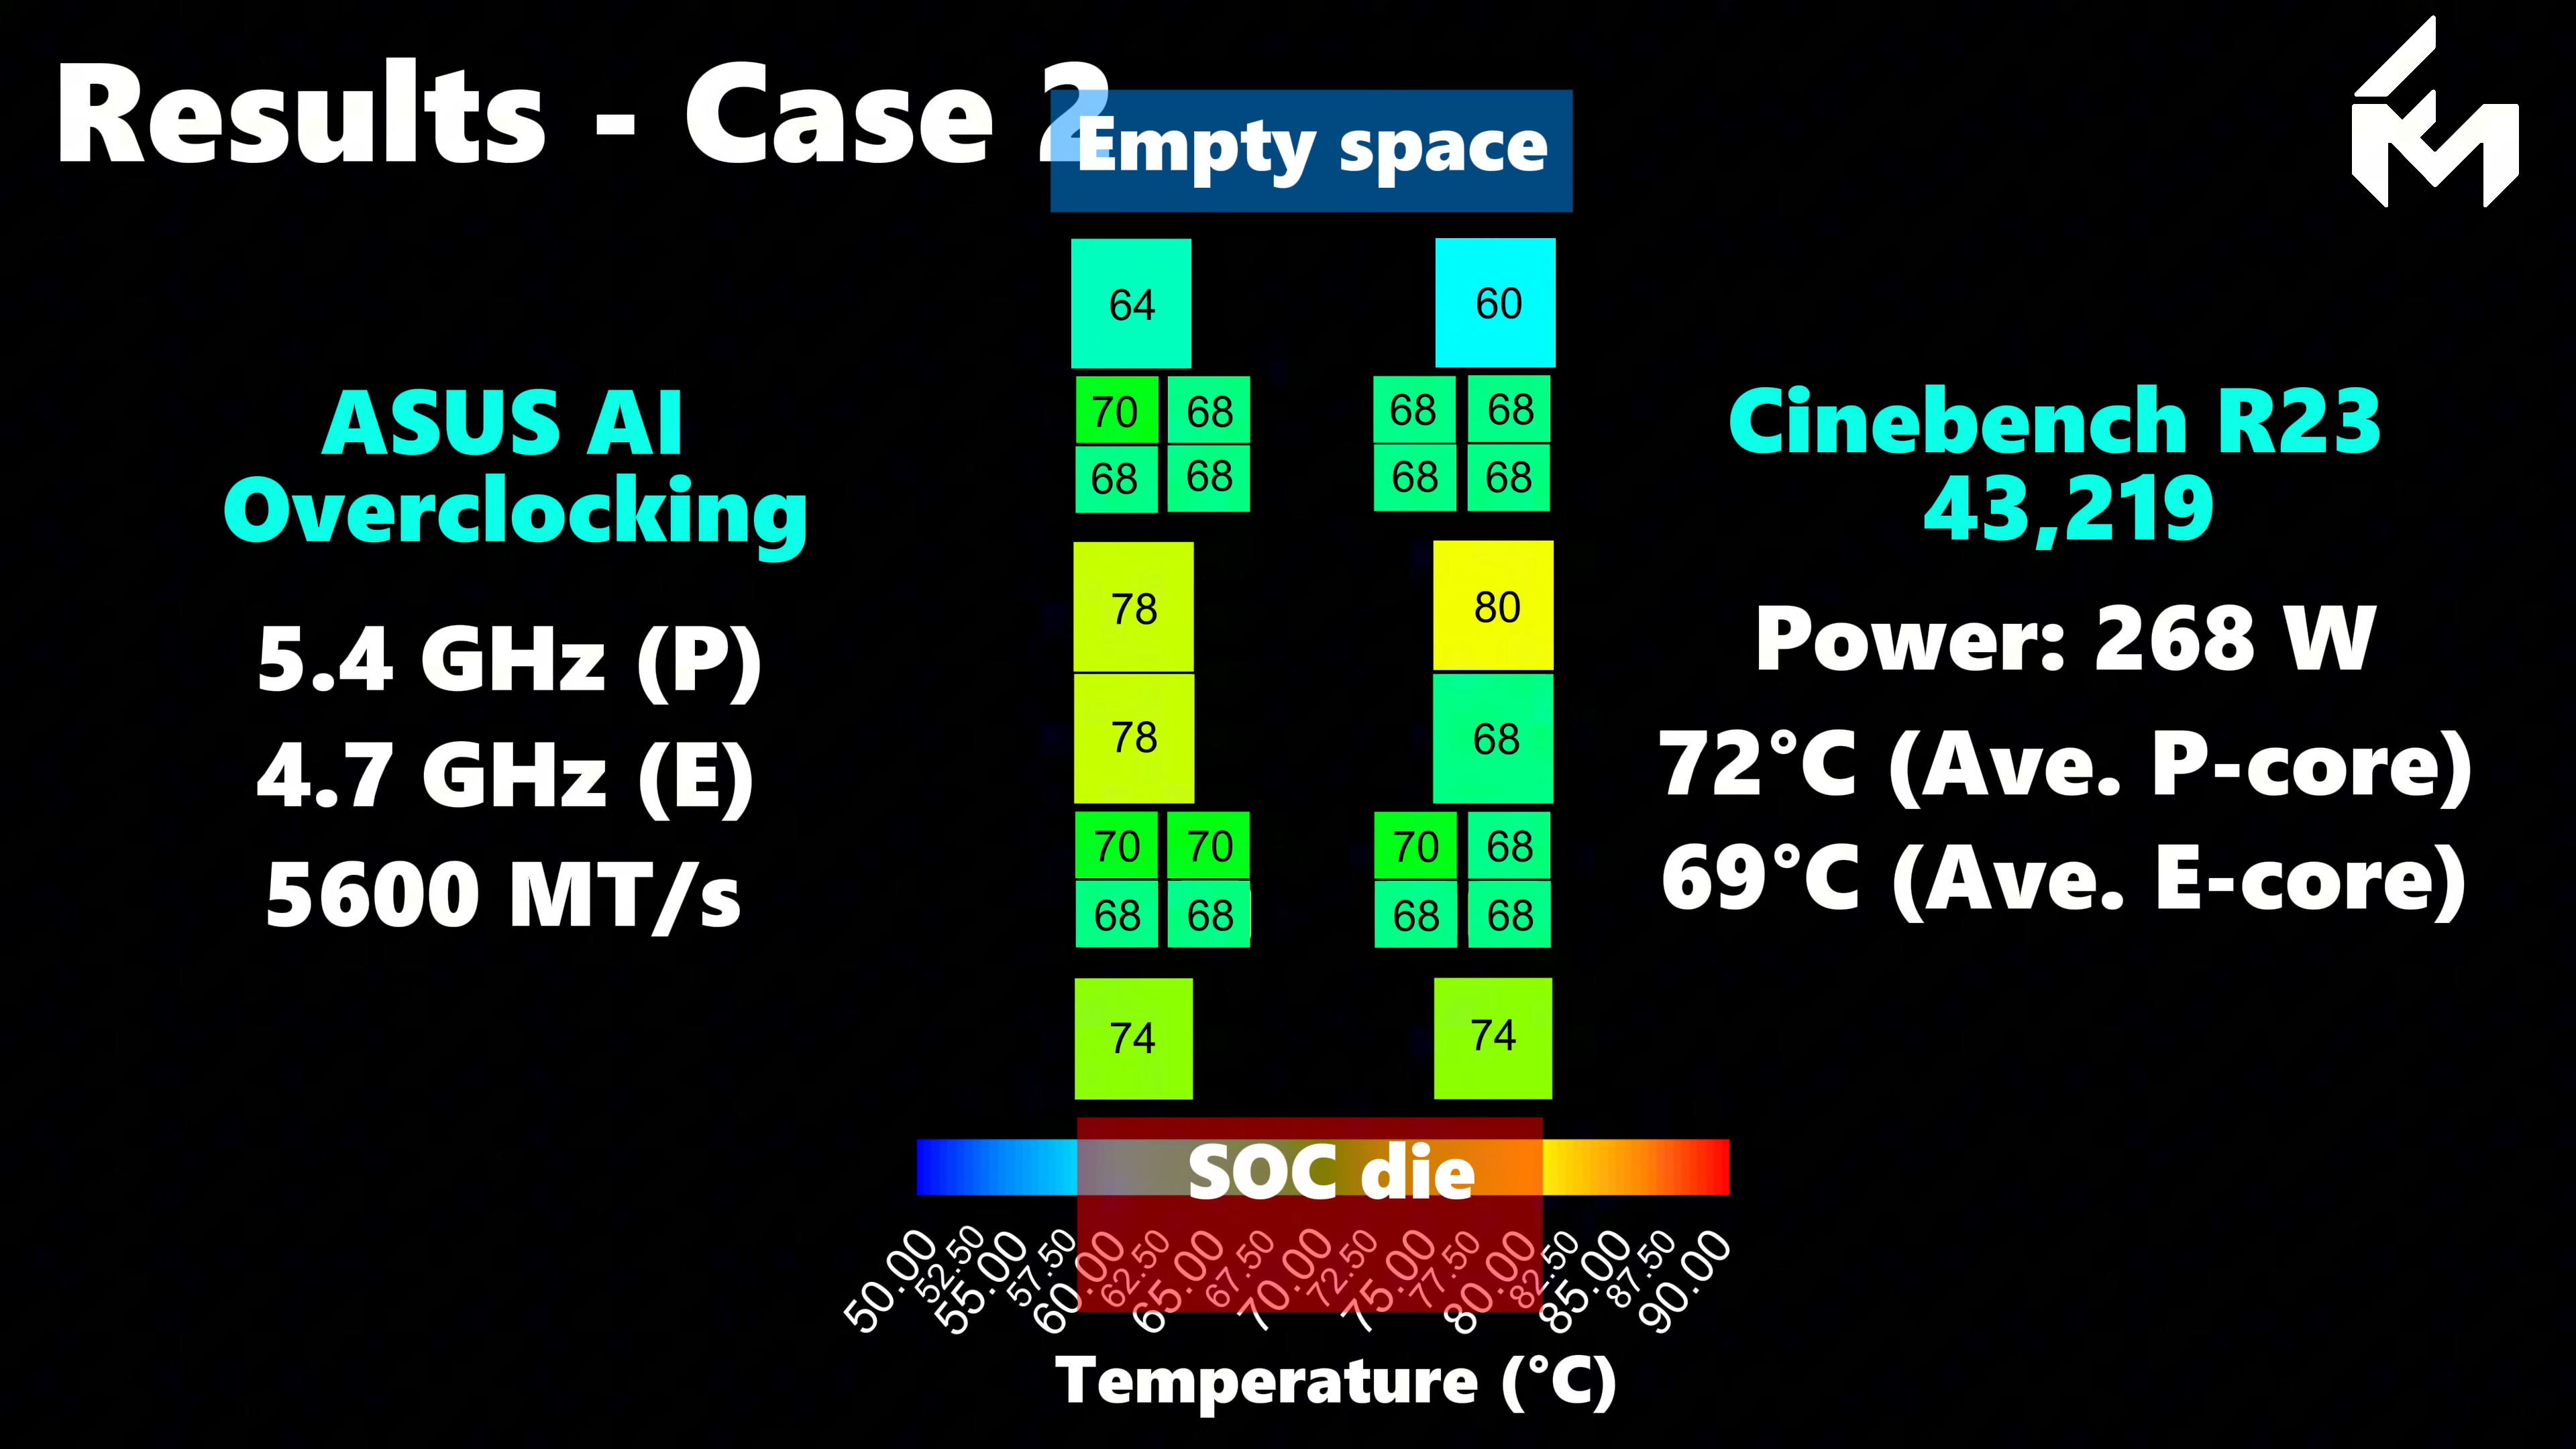 Results - Case 2
Empty space
64 60
70 68 68 68
68 68 68 68
78 80
78 68
70 70 70 68
68 68 68 68
74 74
ASUS AI
Overclocking
5.4 GHz (P)
4.7 GHz (E)
5600 MT/s
Cinebench R23
43,219
Power: 268 W
72°C (Ave. P-core)
69°C (Ave. E-core)
SOC die
50.00 52.50 55.00 57.50 60.00 62.50 65.00 67.50 70.00 72.50 75.00 77.50 80.00 82.50 85.00 87.50 90.00
Temperature (°C)